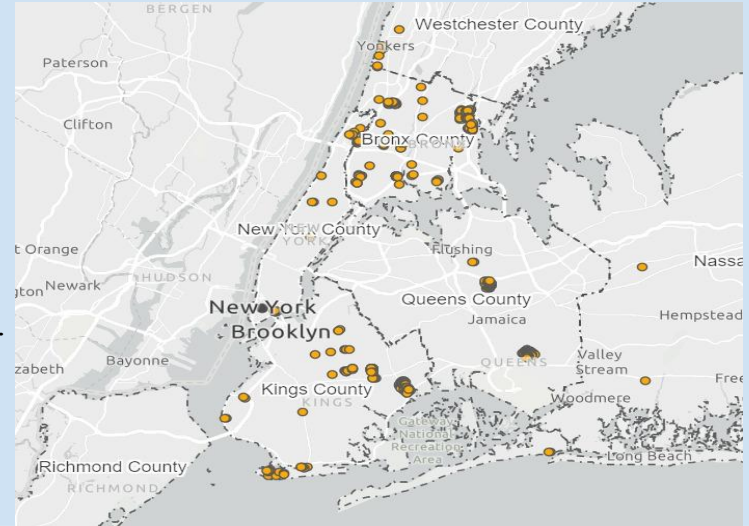 BERGEN
Westchester County
Yonkers
Paterson
Clifton
Bronx County
BRONX
New York County
NEW
YORK
Flushing
t Orange
Nassa
HUDSON
gton
Newark
Queens County
New York
Jamaica
Hempstead
Brooklyn
zabeth
Bayonne
QUEENS
Valley
Stream
Kings County
KINGS
Free
Woodmere
Gateway
National
Recreation
Area
Long Beach
Richmond County
RICHMOND